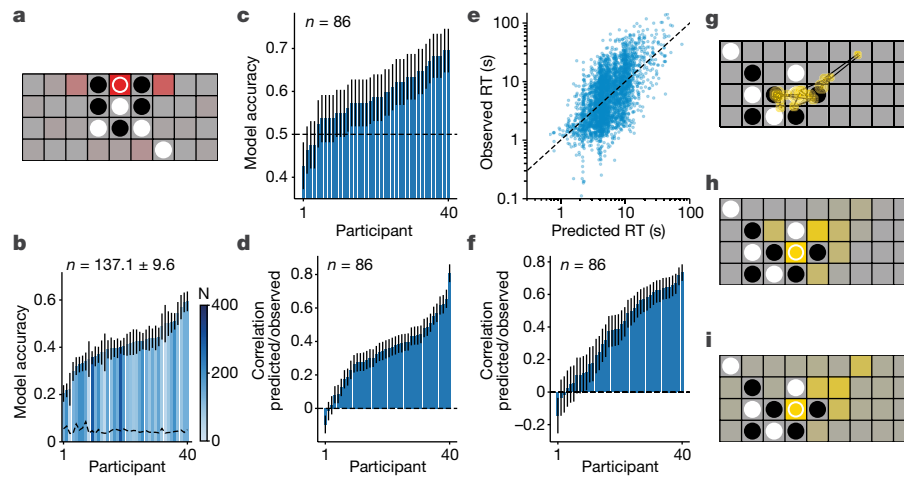 a
c
n = 86
Model accuracy
0.7
0.6
0.5
0.4
1
40
Participant
e
Observed RT (s)
100
10
1
0.1
1
10
100
Predicted RT (s)
g
h
b
n = 137.1 ± 9.6
Model accuracy
0.6
0.4
0.2
0
1
40
Participant
N
400
200
0
d
n = 86
Correlation
predicted/observed
0.8
0.6
0.4
0.2
0
1
40
Participant
f
n = 86
Correlation
predicted/observed
0.8
0.6
0.4
0.2
0
−0.2
1
40
Participant
i